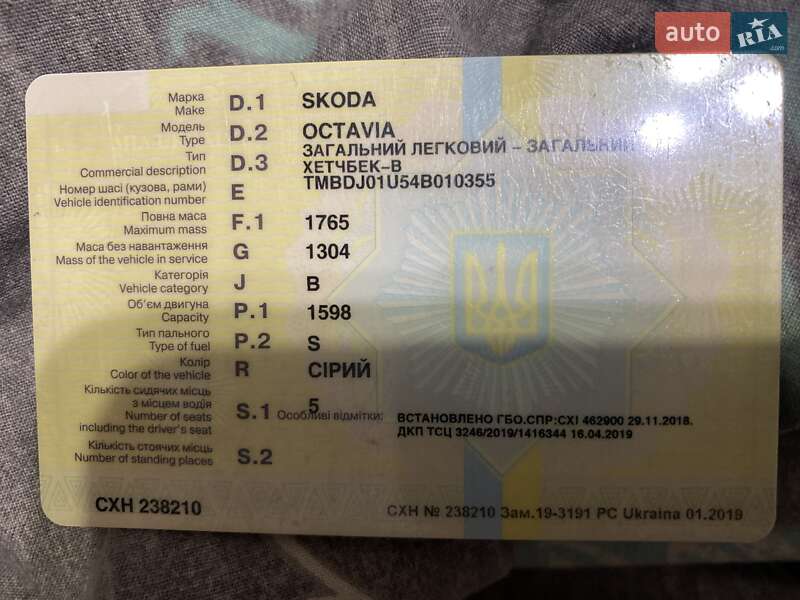 auto RIA.com
Марка
Make D.1 SKODA
Модель
Type D.2 OCTAVIA
Тип
Commercial description D.3 ЗАГАЛЬНИЙ ЛЕГКОВИЙ – ЗАГАЛЬНИЙ
ХЕТЧБЕК-В
Номер шасі (кузова, рами)
Vehicle identification number E TMBDJ01U54B010355
Повна маса
Maximum mass F.1 1765
Маса без навантаження
Mass of the vehicle in service G 1304
Категорія
Vehicle category J B
Об'єм двигуна
Capacity P.1 1598
Тип пального
Type of fuel P.2 S
Колір
Color of the vehicle R СІРИЙ
Кількість сидячих місць
з місцем водія
Number of seats
including the driver's seat S.1 5
Особливі відмітки: ВСТАНОВЛЕНО ГБО.СПР:СХІ 462900 29.11.2018.
ДКП ТСЦ 3246/2019/1416344 16.04.2019
Кількість стоячих місць
Number of standing places S.2
СХН 238210
СХН № 238210 Зам.19-3191 PC Ukraina 01.2019